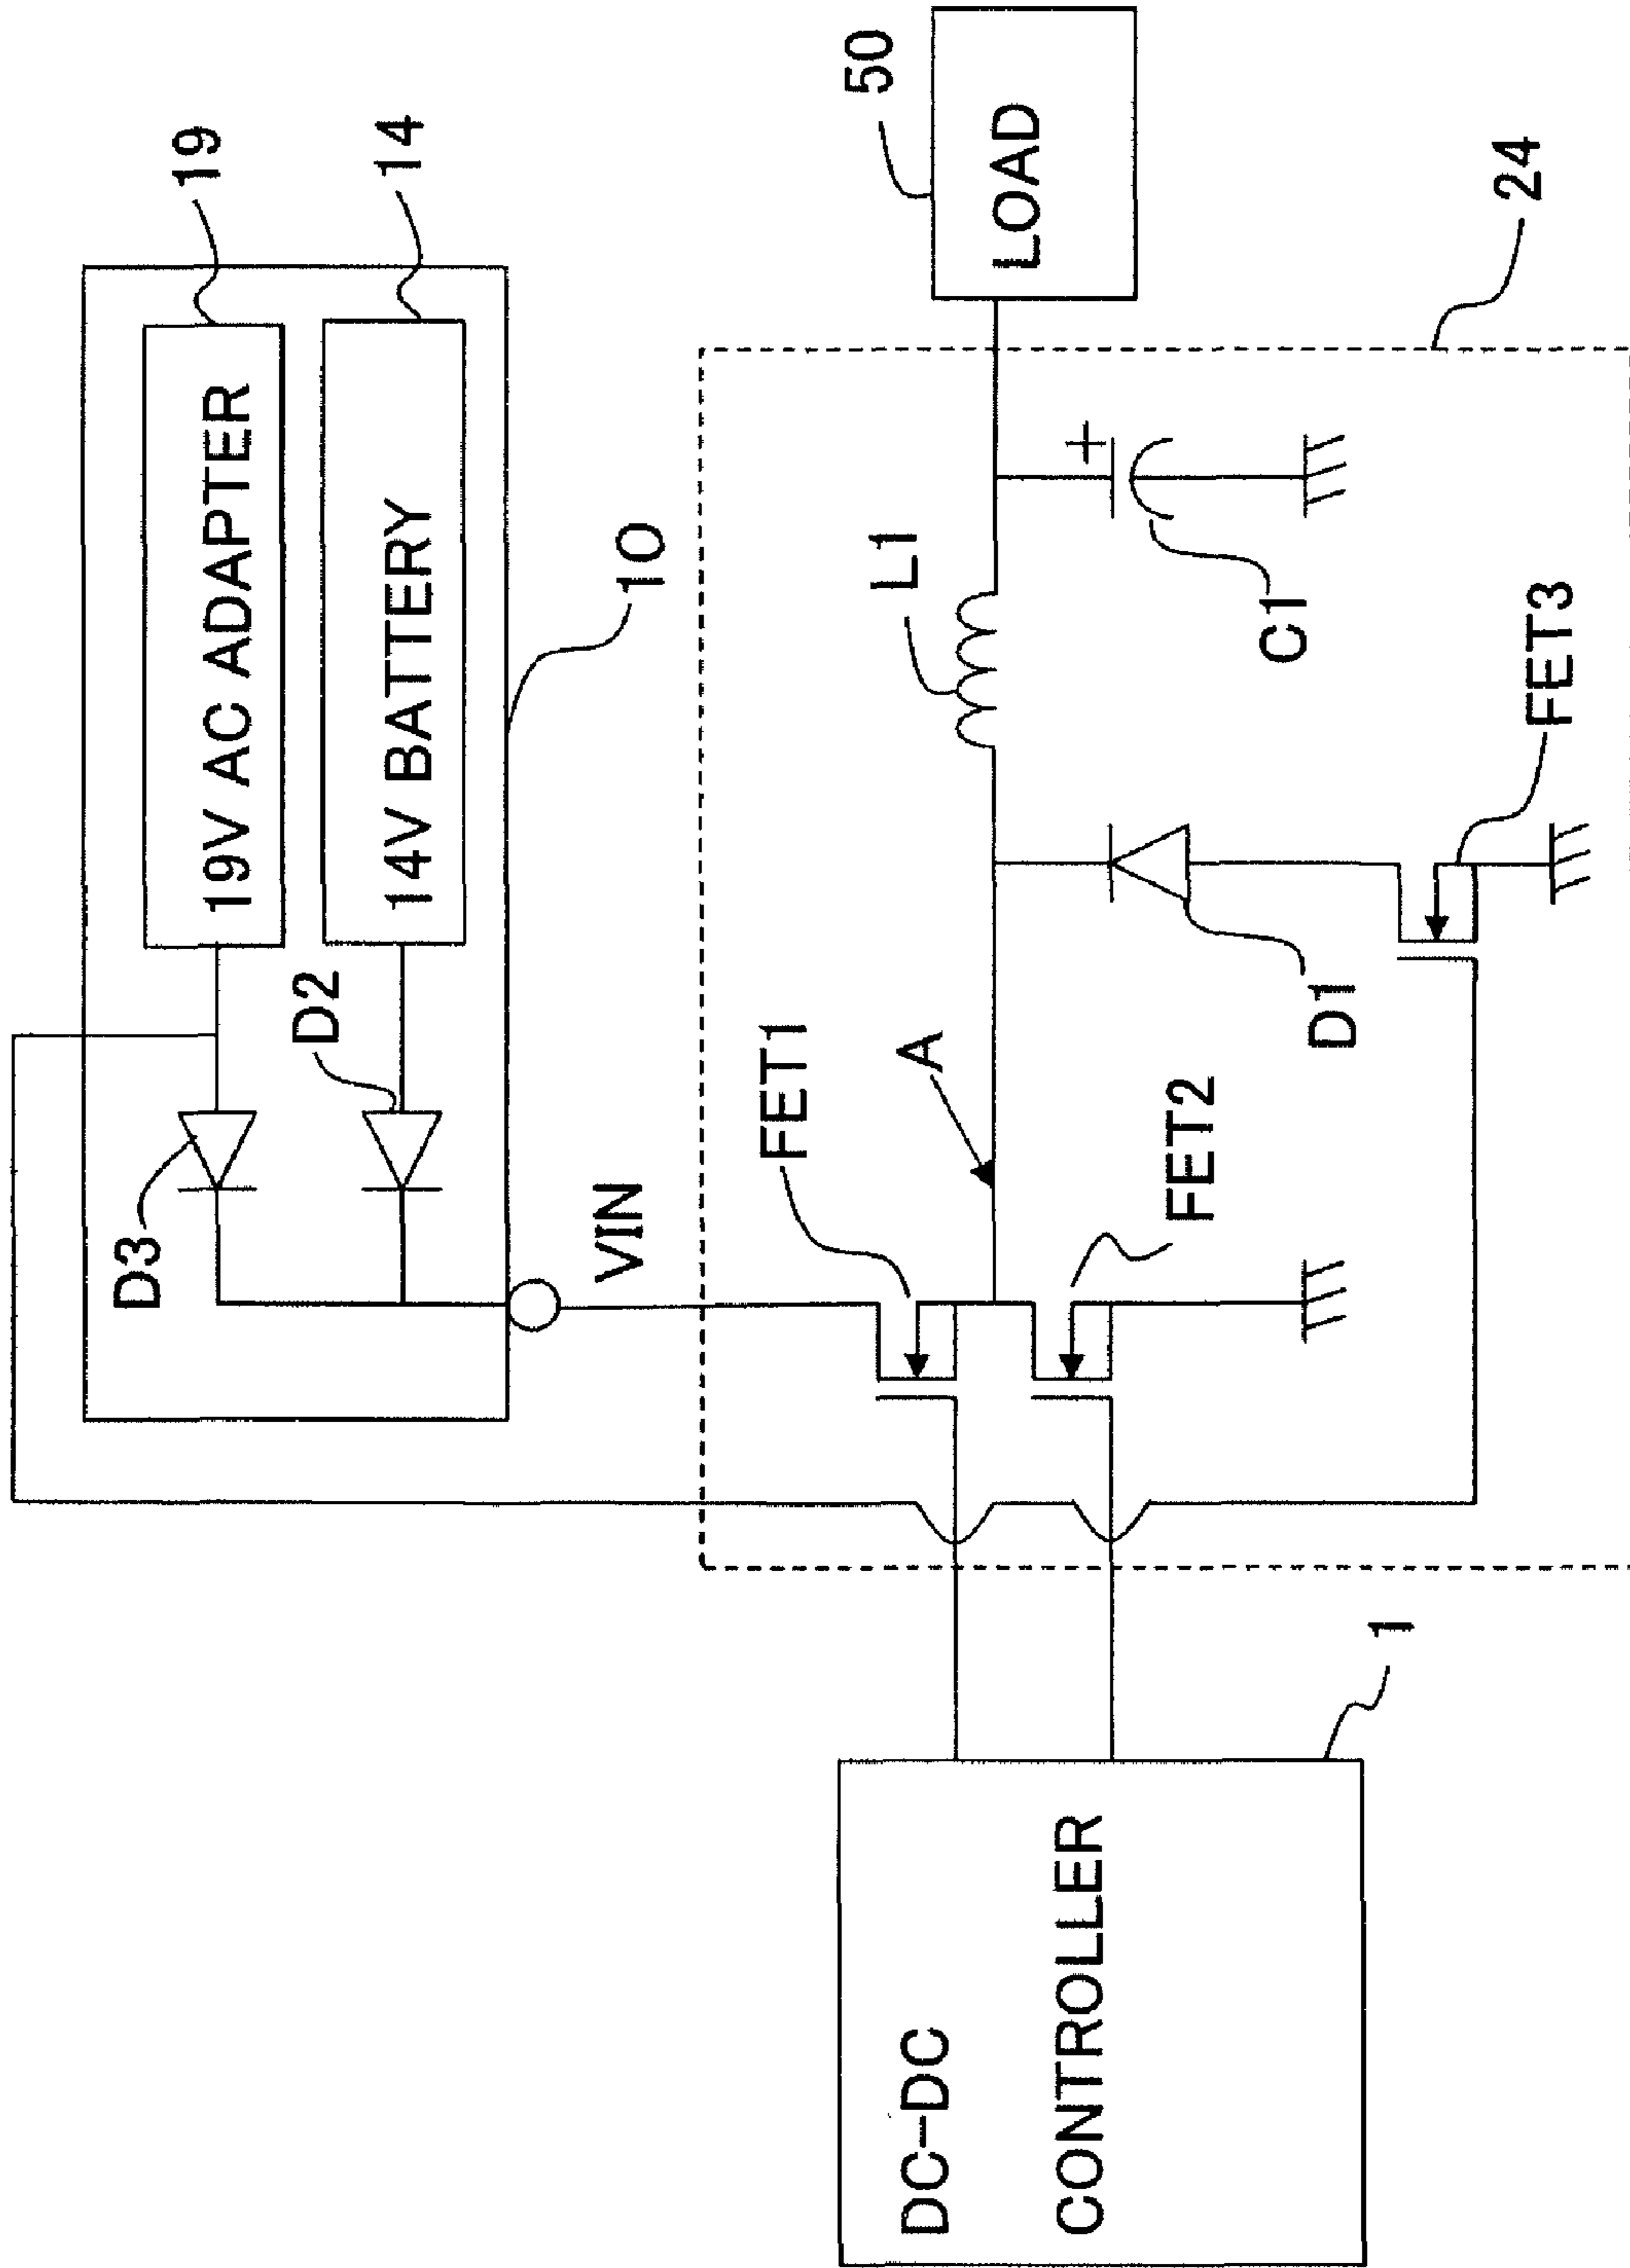 19V AC ADAPTER
19
14V BATTERY
14
D3
D2
10
VIN
FET1
A
L1
LOAD
50
FET2
D1
C1
FET3
24
DC-DC
CONTROLLER
1
+